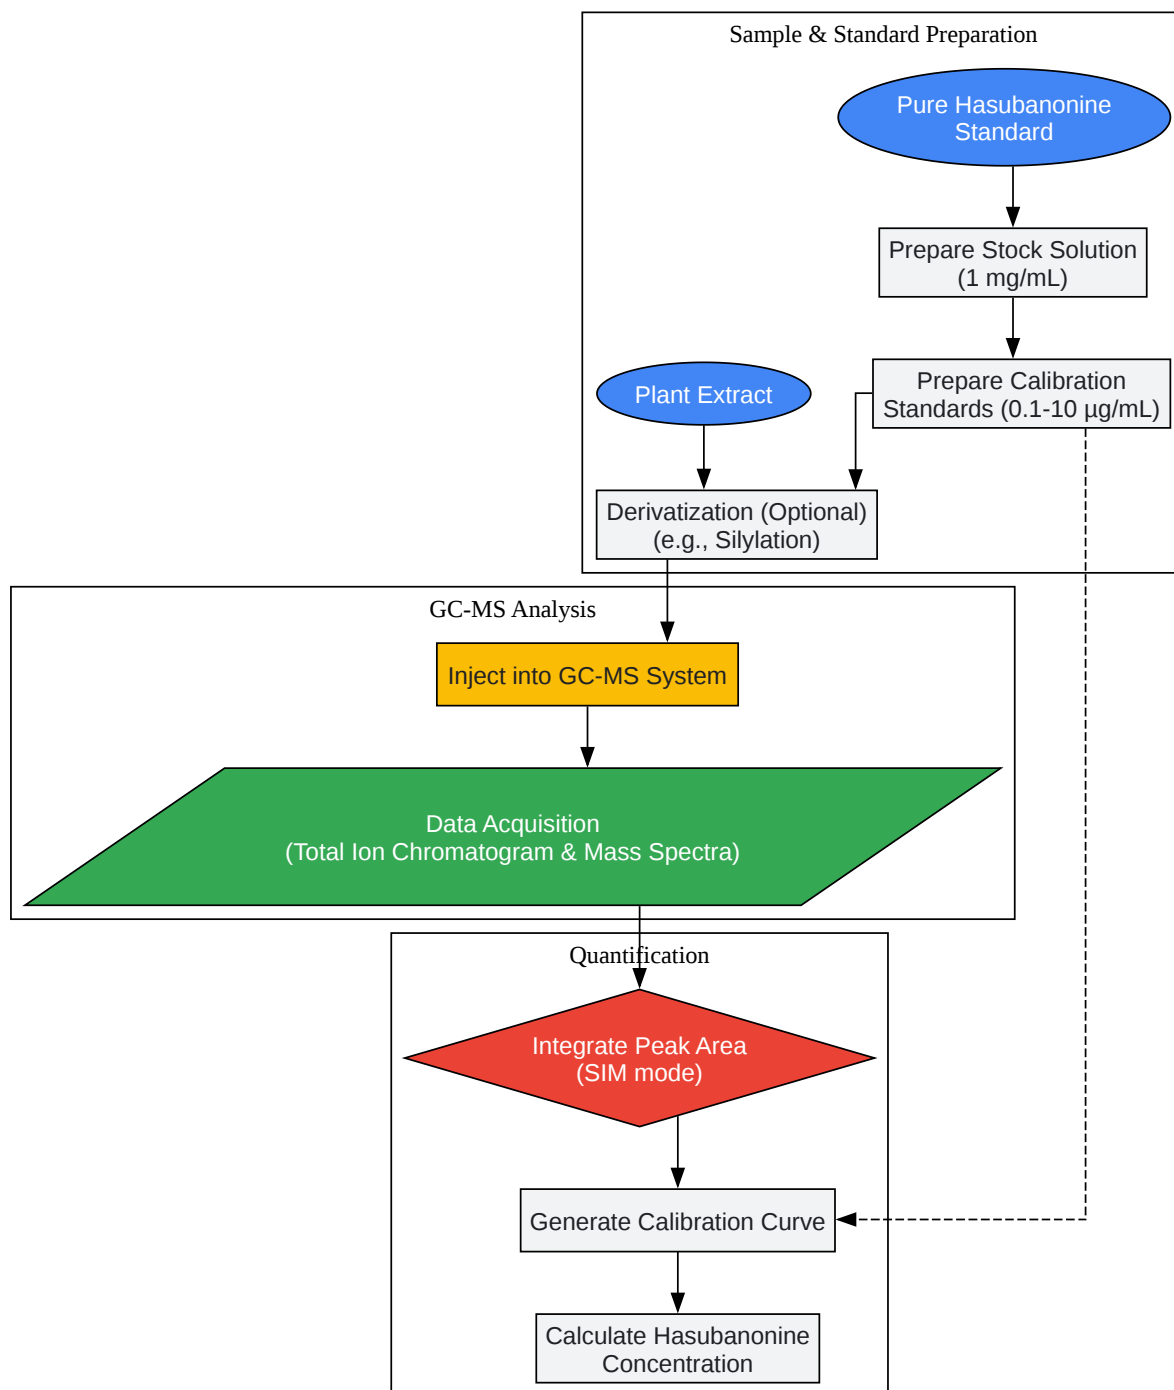 Sample & Standard Preparation
Pure Hasubanonine
Standard
Prepare Stock Solution
(1 mg/mL)
Plant Extract
Prepare Calibration
Standards (0.1-10 µg/mL)
Derivatization (Optional)
(e.g., Silylation)
GC-MS Analysis
Inject into GC-MS System
Data Acquisition
(Total Ion Chromatogram & Mass Spectra)
Quantification
Integrate Peak Area
(SIM mode)
Generate Calibration Curve
Calculate Hasubanonine
Concentration